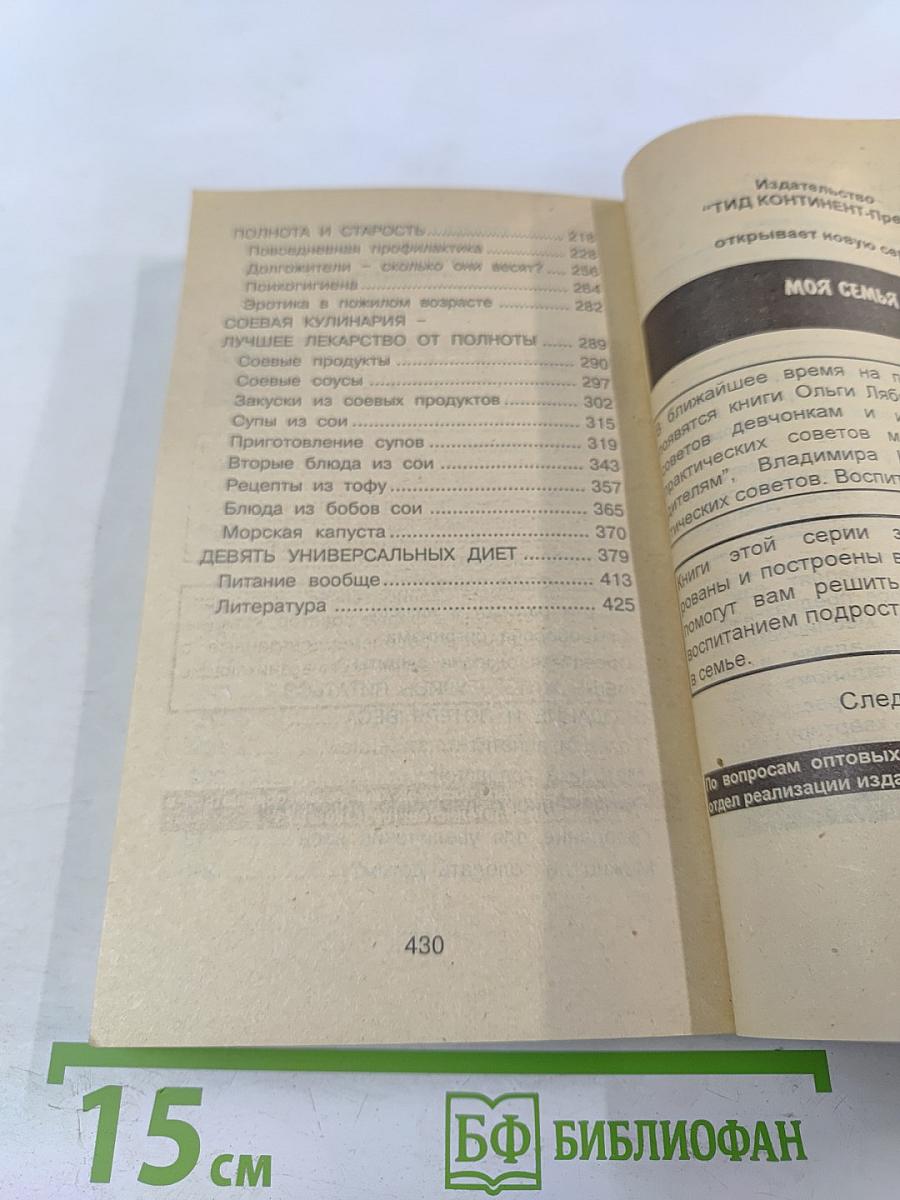 ПОЛНОТА И СТАРОСТЬ........................ 218
Повседневная профилактика ............. 228
Долгожители – сколько они весят?.... 256
Психогигиена.................................. 264
Эротика в пожилом возрасте ........... 282
СОЕВАЯ КУЛИНАРИЯ –
ЛУЧШЕЕ ЛЕКАРСТВО ОТ ПОЛНОТЫ ...... 289
Соевые продукты ............................ 290
Соевые соусы ................................ 297
Закуски из соевых продуктов ........... 302
Супы из сои ................................... 315
Приготовление супов ....................... 319
Вторые блюда из сои ...................... 343
Рецепты из тофу.............................. 357
Блюда из бобов сои ........................ 365
Морская капуста ............................. 370
ДЕВЯТЬ УНИВЕРСАЛЬНЫХ ДИЕТ ........... 379
Питание вообще.............................. 413
Литература .................................... 425
430
Издательство
"ТИД КОНТИНЕНТ-Пре
открывает новую сер
МОЯ СЕМЬЯ
В ближайшее время на п
появятся книги Ольги Ляб
советов девчонкам и
практических советов м
дителям", Владимира
тических советов. Воспит
Книги этой серии з
рованы и построены в
помогут вам решить
воспитанием подрост
в семье.
След
По вопросам оптовых
отдел реализации изда
15 см
БФ БИБЛИОФАН